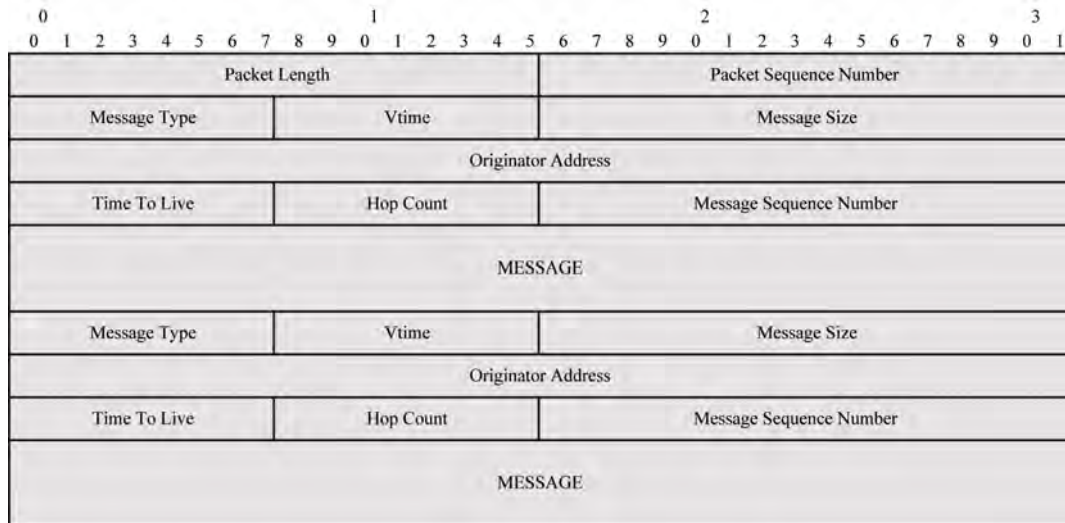 0 1 2 3
0 1 2 3 4 5 6 7 8 9 0 1 2 3 4 5 6 7 8 9 0 1 2 3 4 5 6 7 8 9 0 1
Packet Length Packet Sequence Number
Message Type Vtime Message Size
Originator Address
Time To Live Hop Count Message Sequence Number
MESSAGE
Message Type Vtime Message Size
Originator Address
Time To Live Hop Count Message Sequence Number
MESSAGE